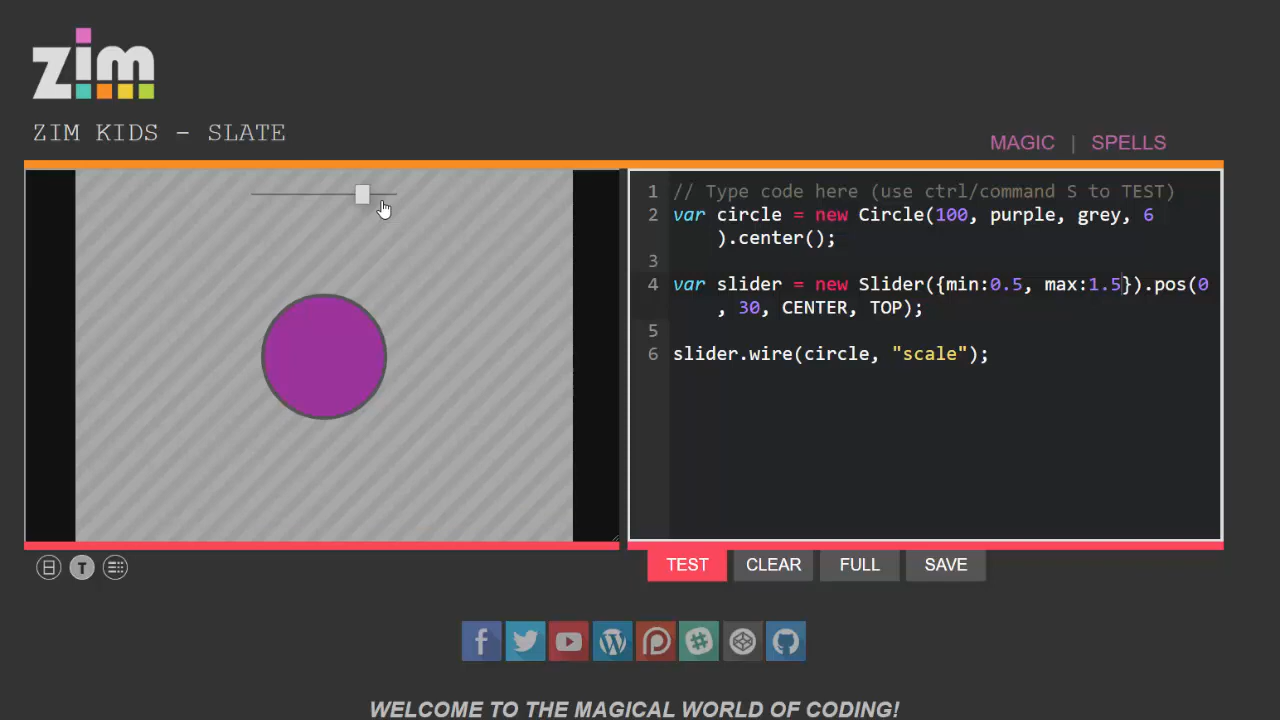 zim
ZIM KIDS – SLATE
MAGIC | SPELLS
1 // Type code here (use ctrl/command S to TEST)
2 var circle = new Circle(100, purple, grey, 6
).center();
3
4 var slider = new Slider({min:0.5, max:1.5}).pos(0
, 30, CENTER, TOP);
5
6 slider.wire(circle, "scale");
T
TEST CLEAR FULL SAVE
WELCOME TO THE MAGICAL WORLD OF CODING!